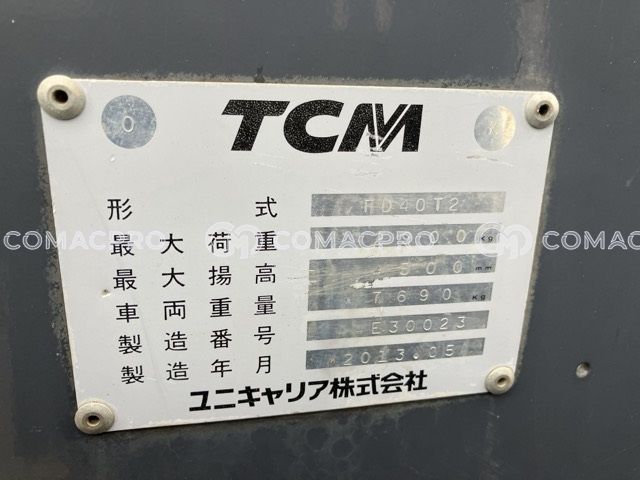 TCM
形式 FD40T2
最大荷重 kg
最大揚高 mm
車両重量 7690 kg
製造番号 E30023
製造年月 2013.05
ユニキャリア株式会社
COMACPRO COMACPRO COMACPRO